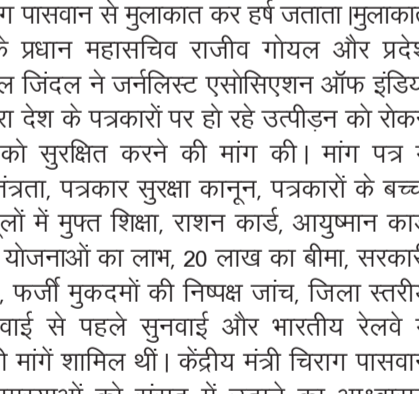 ग पासवान से मुलाकात कर हर्ष जताता।मुलाकात
के प्रधान महासचिव राजीव गोयल और प्रदेश
ल जिंदल ने जर्नलिस्ट एसोसिएशन ऑफ इंडिय
रा देश के पत्रकारों पर हो रहे उत्पीड़न को रोकन
को सुरक्षित करने की मांग की। मांग पत्र
तंत्रता, पत्रकार सुरक्षा कानून, पत्रकारों के बच्च
लों में मुफ्त शिक्षा, राशन कार्ड, आयुष्मान का
योजनाओं का लाभ, 20 लाख का बीमा, सरकार
, फर्जी मुकदमों की निष्पक्ष जांच, जिला स्तरी
वाई से पहले सुनवाई और भारतीय रेलवे
ी मांगें शामिल थीं। केंद्रीय मंत्री चिराग पासवा